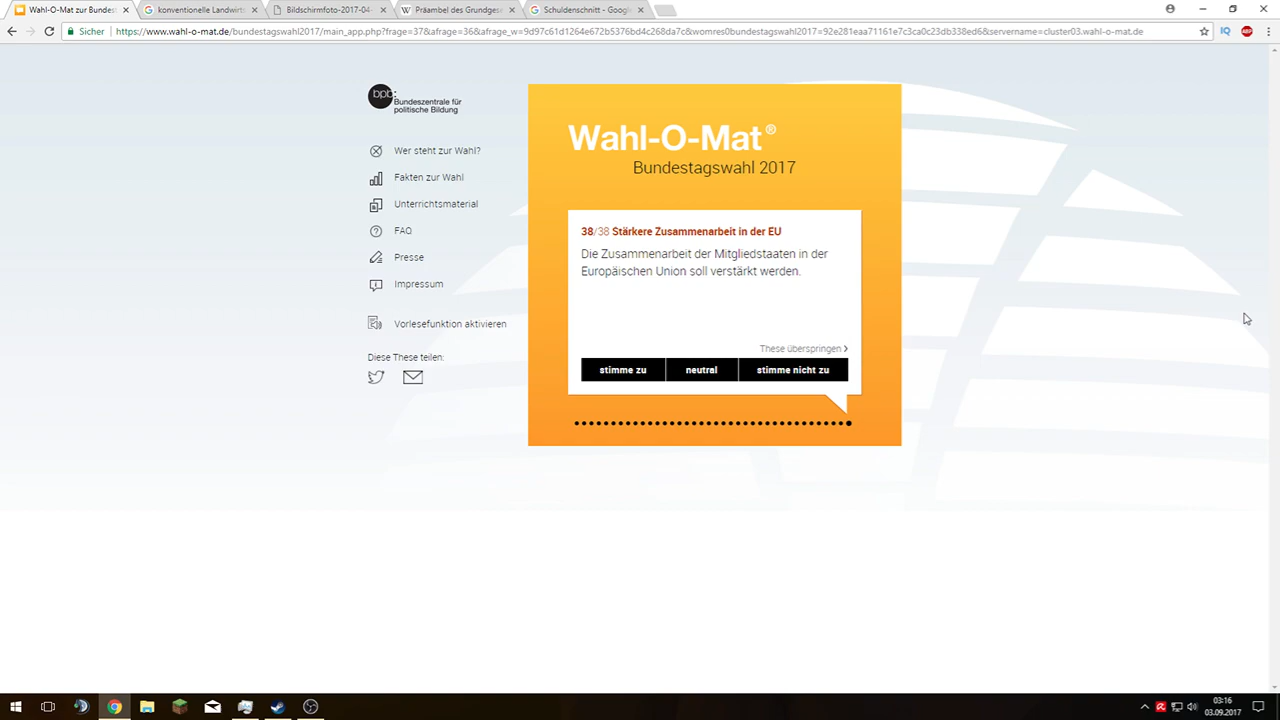 Wahl-O-Mat zur Bundest
konventionelle Landwirts
Bildschirmfoto-2017-04-
Präambel des Grundgese
Schuldenschnitt - Google
Sicher
https://www.wahl-o-mat.de/bundestagswahl2017/main_app.php?frage=37&afrage=36&afrage_w=9d97c61d1264e672b5376bd4c268da7c&womres0bundestagswahl2017=92e281eaa71161e7c3ca0c23db338ed6&servername=cluster03.wahl-o-mat.de
bpb:
Bundeszentrale für
politische Bildung
Wer steht zur Wahl?
Fakten zur Wahl
Unterrichtsmaterial
FAQ
Presse
Impressum
Vorlesefunktion aktivieren
Diese These teilen:
Wahl-O-Mat®
Bundestagswahl 2017
38/38 Stärkere Zusammenarbeit in der EU
Die Zusammenarbeit der Mitgliedstaaten in der
Europäischen Union soll verstärkt werden.
These überspringen
stimme zu
neutral
stimme nicht zu
03:16
03.09.2017